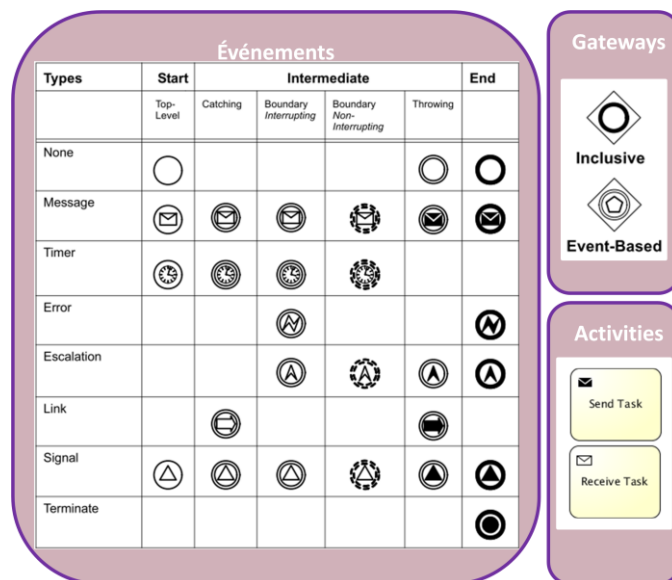 Événements
Types Start Intermediate End
Top-Level Catching Boundary Interrupting Boundary Non-Interrupting Throwing
None
Message
Timer
Error
Escalation
Link
Signal
Terminate
Gateways
Inclusive
Event-Based
Activities
Send Task
Receive Task